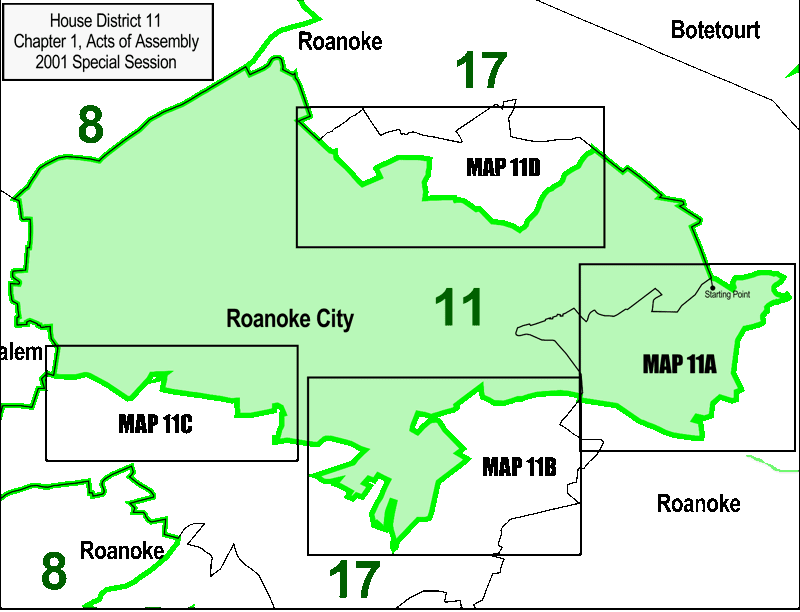 House District 11
Chapter 1, Acts of Assembly
2001 Special Session
Roanoke
Botetourt
17
8
MAP 11D
Starting Point
11
Roanoke City
alem
MAP 11A
MAP 11C
MAP 11B
Roanoke
Roanoke
8
17